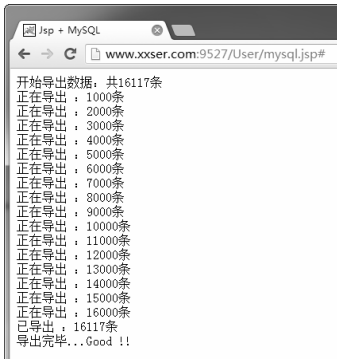 Jsp + MySQL
www.xxser.com:9527/User/mysql.jsp#
开始导出数据：共16117条
正在导出 ：1000条
正在导出 ：2000条
正在导出 ：3000条
正在导出 ：4000条
正在导出 ：5000条
正在导出 ：6000条
正在导出 ：7000条
正在导出 ：8000条
正在导出 ：9000条
正在导出 ：10000条
正在导出 ：11000条
正在导出 ：12000条
正在导出 ：13000条
正在导出 ：14000条
正在导出 ：15000条
正在导出 ：16000条
已导出 ：16117条
导出完毕...Good !!